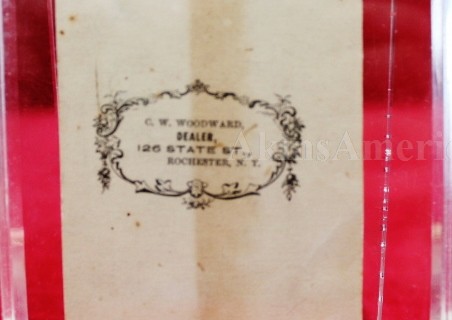 C. W. WOODWARD,
DEALER,
126 STATE ST.,
ROCHESTER, N. Y.